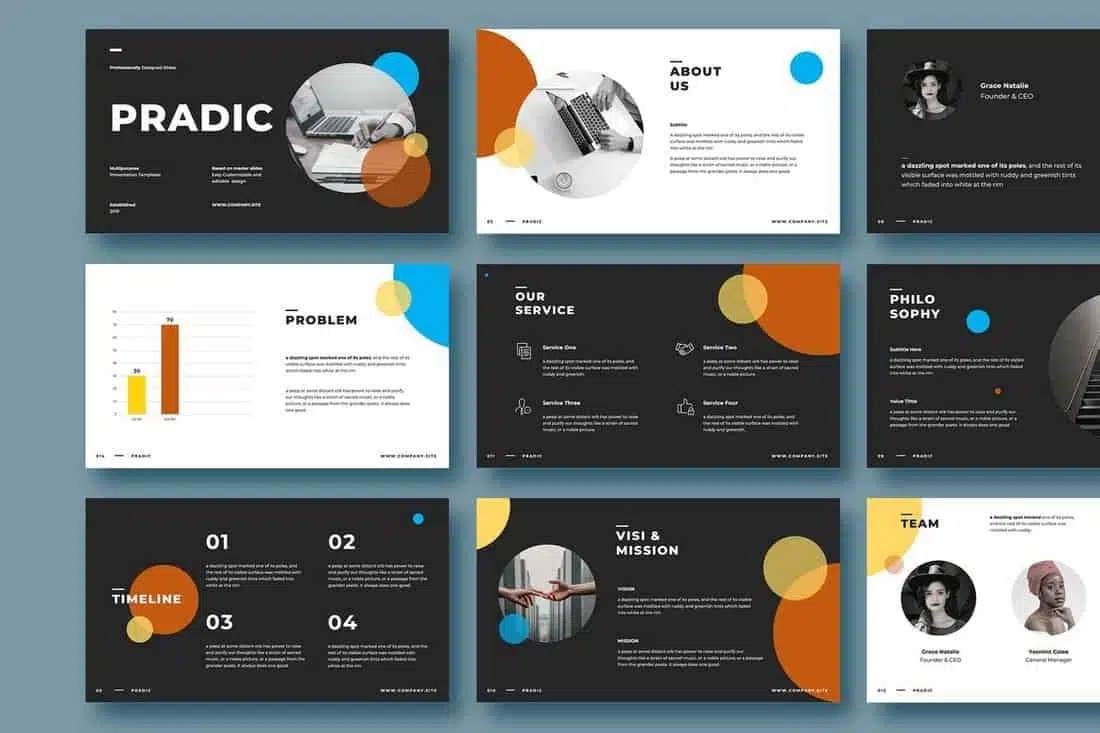 Professionally Designed Slides
PRADIC
Multipurpose
Presentation Templates
Based on master slides
Easy Customizable and
editable design
Established
2019
WWW.COMPANY.SITE
ABOUT
US
Subtitle
A dazzling spot marked one of its poles, and the rest of its visible
surface was mottled with ruddy and greenish tints which faded
into white at the rim.
A peep at some distant orb has power to raise and purify our
thoughts like a strain of sacred music, or a noble picture, or a
passage from the grander poets. It always does one good.
PRADIC
WWW.COMPANY.SITE
Grace Natalie
Founder & CEO
a dazzling spot marked one of its poles, and the rest of its
visible surface was mottled with ruddy and greenish tints
which faded into white at the rim
PRADIC
30
70
PROBLEM
a dazzling spot marked one of its poles, and the rest of its
visible surface was mottled with ruddy and greenish tints
which faded into white at the rim
a peep at some distant orb has power to raise and purify
our thoughts like a strain of sacred music, or a noble
picture, or a passage from the grander poets. It always does
one good.
014
PRADIC
WWW.COMPANY.SITE
OUR
SERVICE
Service One
a dazzling spot marked one of its poles, and
the rest of its visible surface was mottled with
ruddy and greenish.
Service Two
a peep at some distant orb has power to raise
and purify our thoughts like a strain of sacred
music, or a noble picture.
Service Three
a peep at some distant orb has power to raise
and purify our thoughts like a strain of sacred
music, or a noble picture.
Service Four
a dazzling spot marked one of its poles, and
the rest of its visible surface was mottled with
ruddy and greenish.
011
PRADIC
WWW.COMPANY.SITE
PHILO
SOPHY
Subtitle Here
a dazzling spot marked one of its poles, and the rest of its visible
surface was mottled with ruddy and greenish tints which faded
into white at the rim.
Value Title
a peep at some distant orb has power to raise and purify our
thoughts like a strain of sacred music, or a noble picture, or a
passage from the grander poets. It always does one good
PRADIC
TIMELINE
01
a dazzling spot marked one of its poles, and
the rest of its visible surface was mottled with
ruddy and greenish tints which faded into
white at the rim
02
a peep at some distant orb has power to raise
and purify our thoughts like a strain of sacred
music, or a noble picture, or a passage from the
grander poets. It always does one good.
03
a peep at some distant orb has power to raise
and purify our thoughts like a strain of sacred
music, or a noble picture, or a passage from the
grander poets. It always does one good.
04
a dazzling spot marked one of its poles, and the
rest of its visible surface was mottled with
ruddy and greenish tints which faded into
white at the rim
PRADIC
WWW.COMPANY.SITE
VISI &
MISSION
VISION
a dazzling spot marked one of its poles, and the rest of its visible
surface was mottled with ruddy and greenish tints which faded
into white at the rim.
MISSION
a peep at some distant orb has power to raise and purify our
thoughts like a strain of sacred music, or a noble picture, or a passage
from the grander poets. It always does one good.
010
PRADIC
WWW.COMPANY.SITE
TEAM
a dazzling spot marked one of its poles,
and the rest of its visible surface was
mottled with ruddy.
Grace Natalie
Founder & CEO
General Manager
012
PRADIC